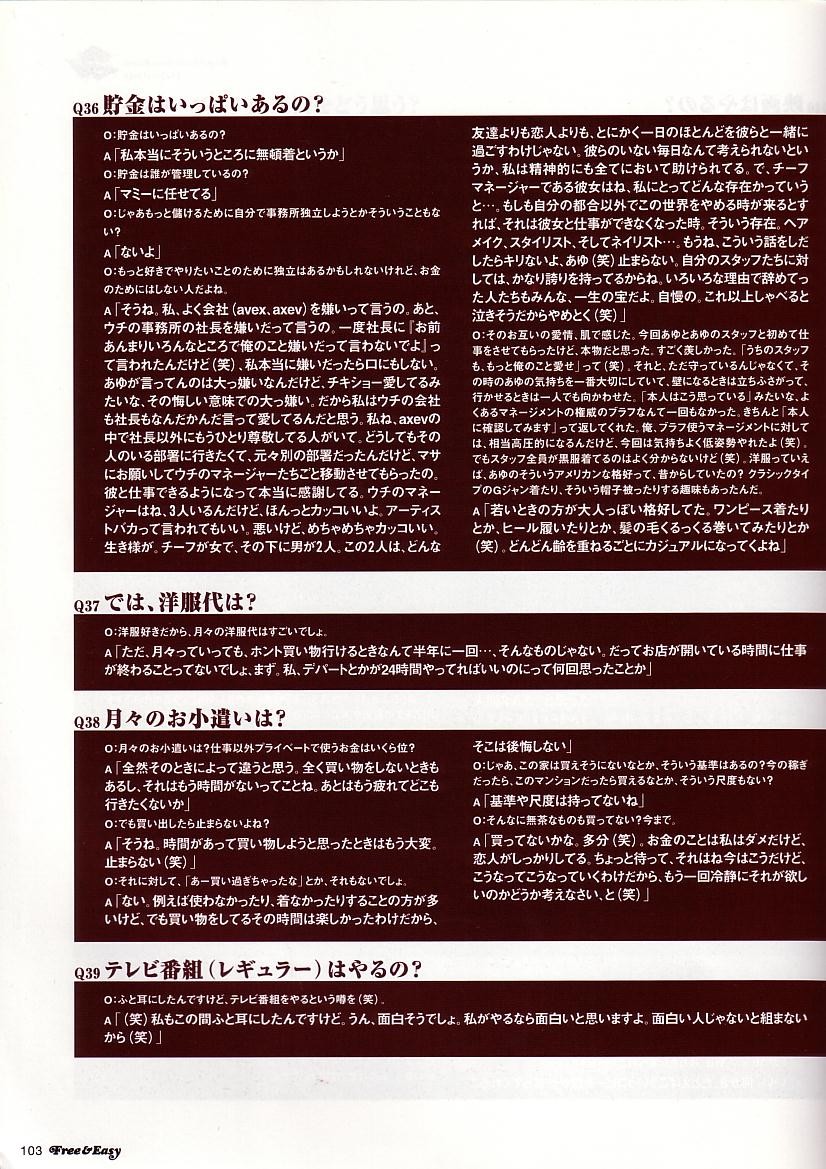 Q36 貯金はいっぱいあるの?
O:貯金はいっぱいあるの?
A「私本当にそういうところに無頓着というか」
O:貯金は誰が管理しているの?
A「マミーに任せてる」
O:じゃあもっと儲けるために自分で事務所独立しようとかそういうこともな
い?
A「ないよ」
O:もっと好きでやりたいことのために独立はあるかもしれないけれど、お金
のためにはしない人だよね。
A「そうね。私、よく会社(avex、axev)を嫌いって言うの。あと、
ウチの事務所の社長を嫌いだって言うの。一度社長に『お前
あんまりいろんなところで俺のこと嫌いだって言わないでよ』っ
て言われたんだけど(笑)、私本当に嫌いだったら口にもしない。
あゆが言ってんのは大っ嫌いなんだけど、チキショー愛してるみ
たいな、その悔しい意味での大っ嫌い。だから私はウチの会社
も社長もなんだかんだ言って愛してるんだと思う。私ね、axevの
中で社長以外にもうひとり尊敬してる人がいて。どうしてもその
人のいる部署に行きたくて、元々別の部署だったんだけど、マサ
にお願いしてウチのマネージャーたちごと移動させてもらったの。
彼と仕事できるようになって本当に感謝してる。ウチのマネー
ジャーはね、3人いるんだけど、ほんっとカッコいいよ。アーティス
トバカって言われてもいい。悪いけど、めちゃめちゃカッコいい。
生き様が。チーフが女で、その下に男が2人。この2人は、どんな
友達よりも恋人よりも、とにかく一日のほとんどを彼らと一緒に
過ごすわけじゃない。彼らのいない毎日なんて考えられないとい
うか、私は精神的にも全てにおいて助けられてる。で、チーフ
マネージャーである彼女はね、私にとってどんな存在かっていう
と…。もしも自分の都合以外でこの世界をやめる時が来るとす
れば、それは彼女と仕事ができなくなった時。そういう存在。ヘア
メイク、スタイリスト、そしてネイリスト…。もうね、こういう話をしだ
したらキリないよ、あゆ(笑)止まらない。自分のスタッフたちに対
しては、かなり誇りを持ってるからね。いろいろな理由で辞めてっ
た人たちもみんな、一生の宝だよ。自慢の。これ以上しゃべると
泣きそうだからやめとく(笑)」
O:そのお互いの愛情、肌で感じた。今回あゆとあゆのスタッフと初めて仕
事をさせてもらったけど、本物だと思った。すごく羨しかった。「うちのスタッフ
も、もっと俺のこと愛せ」って(笑)。それと、ただ守っているんじゃなくて、そ
の時のあゆの気持ちを一番大切にしていて、壁になるときは立ちふさがって、
行かせるときは一人でも向かわせた。「本人はこう思っている」みたいな、よ
くあるマネージメントの権威のブラフなんて一回もなかった。きちんと「本人
に確認してみます」って返してくれた。俺、ブラフ使うマネージメントに対して
は、相当高圧的になるんだけど、今回は気持ちよく低姿勢やれたよ(笑)。
でもスタッフ全員が黒服着てるのはよく分からないけど(笑)。洋服っていえ
ば、あゆのそういうアメリカンな格好って、昔からしていたの? クラシックタイ
プのGジャン着たり、そういう帽子被ったりする趣味もあったんだ。
A「若いときの方が大人っぽい格好してた。ワンピース着たり
とか、ヒール履いたりとか、髪の毛くるっくる巻いてみたりとか
(笑)。どんどん齢を重ねるごとにカジュアルになってくよね」
Q37 では、洋服代は?
O:洋服好きだから、月々の洋服代はすごいでしょ。
A「ただ、月々っていっても、ホント買い物行けるときなんて半年に一回…、そんなものじゃない。だってお店が開いている時間に仕事
が終わることってないでしょ、まず。私、デパートとかが24時間やってればいいのにって何回思ったことか」
Q38 月々のお小遣いは?
O:月々のお小遣いは?仕事以外プライベートで使うお金はいくら位?
A「全然そのときによって違うと思う。全く買い物をしないときも
あるし、それはもう時間がないってことね。あとはもう疲れてどこも
行きたくないか」
O:でも買い出したら止まらないよね?
A「そうね。時間があって買い物しようと思ったときはもう大変。
止まらない(笑)」
O:それに対して、「あー買い過ぎちゃったな」とか、それもないでしょ。
A「ない。例えば使わなかったり、着なかったりすることの方が多
いけど、でも買い物をしてるその時間は楽しかったわけだから、
そこは後悔しない」
O:じゃあ、この家は買えそうにないなとか、そういう基準はあるの?今の稼ぎ
だったら、このマンションだったら買えるなとか、そういう尺度もない?
A「基準や尺度は持ってないね」
O:そんなに無茶なものも買ってない?今まで。
A「買ってないかな。多分(笑)。お金のことは私はダメだけど、
恋人がしっかりしてる。ちょっと待って、それはね今はこうだけど、
こうなってこうなっていくわけだから、もう一回冷静にそれが欲し
いのかどうか考えなさい、と(笑)」
Q39 テレビ番組(レギュラー)はやるの?
O:ふと耳にしたんですけど、テレビ番組をやるという噂を(笑)。
A「(笑)私もこの間ふと耳にしたんですけど。うん、面白そうでしょ。私がやるなら面白いと思いますよ。面白い人じゃないと組まない
から(笑)」
103 Free&Easy